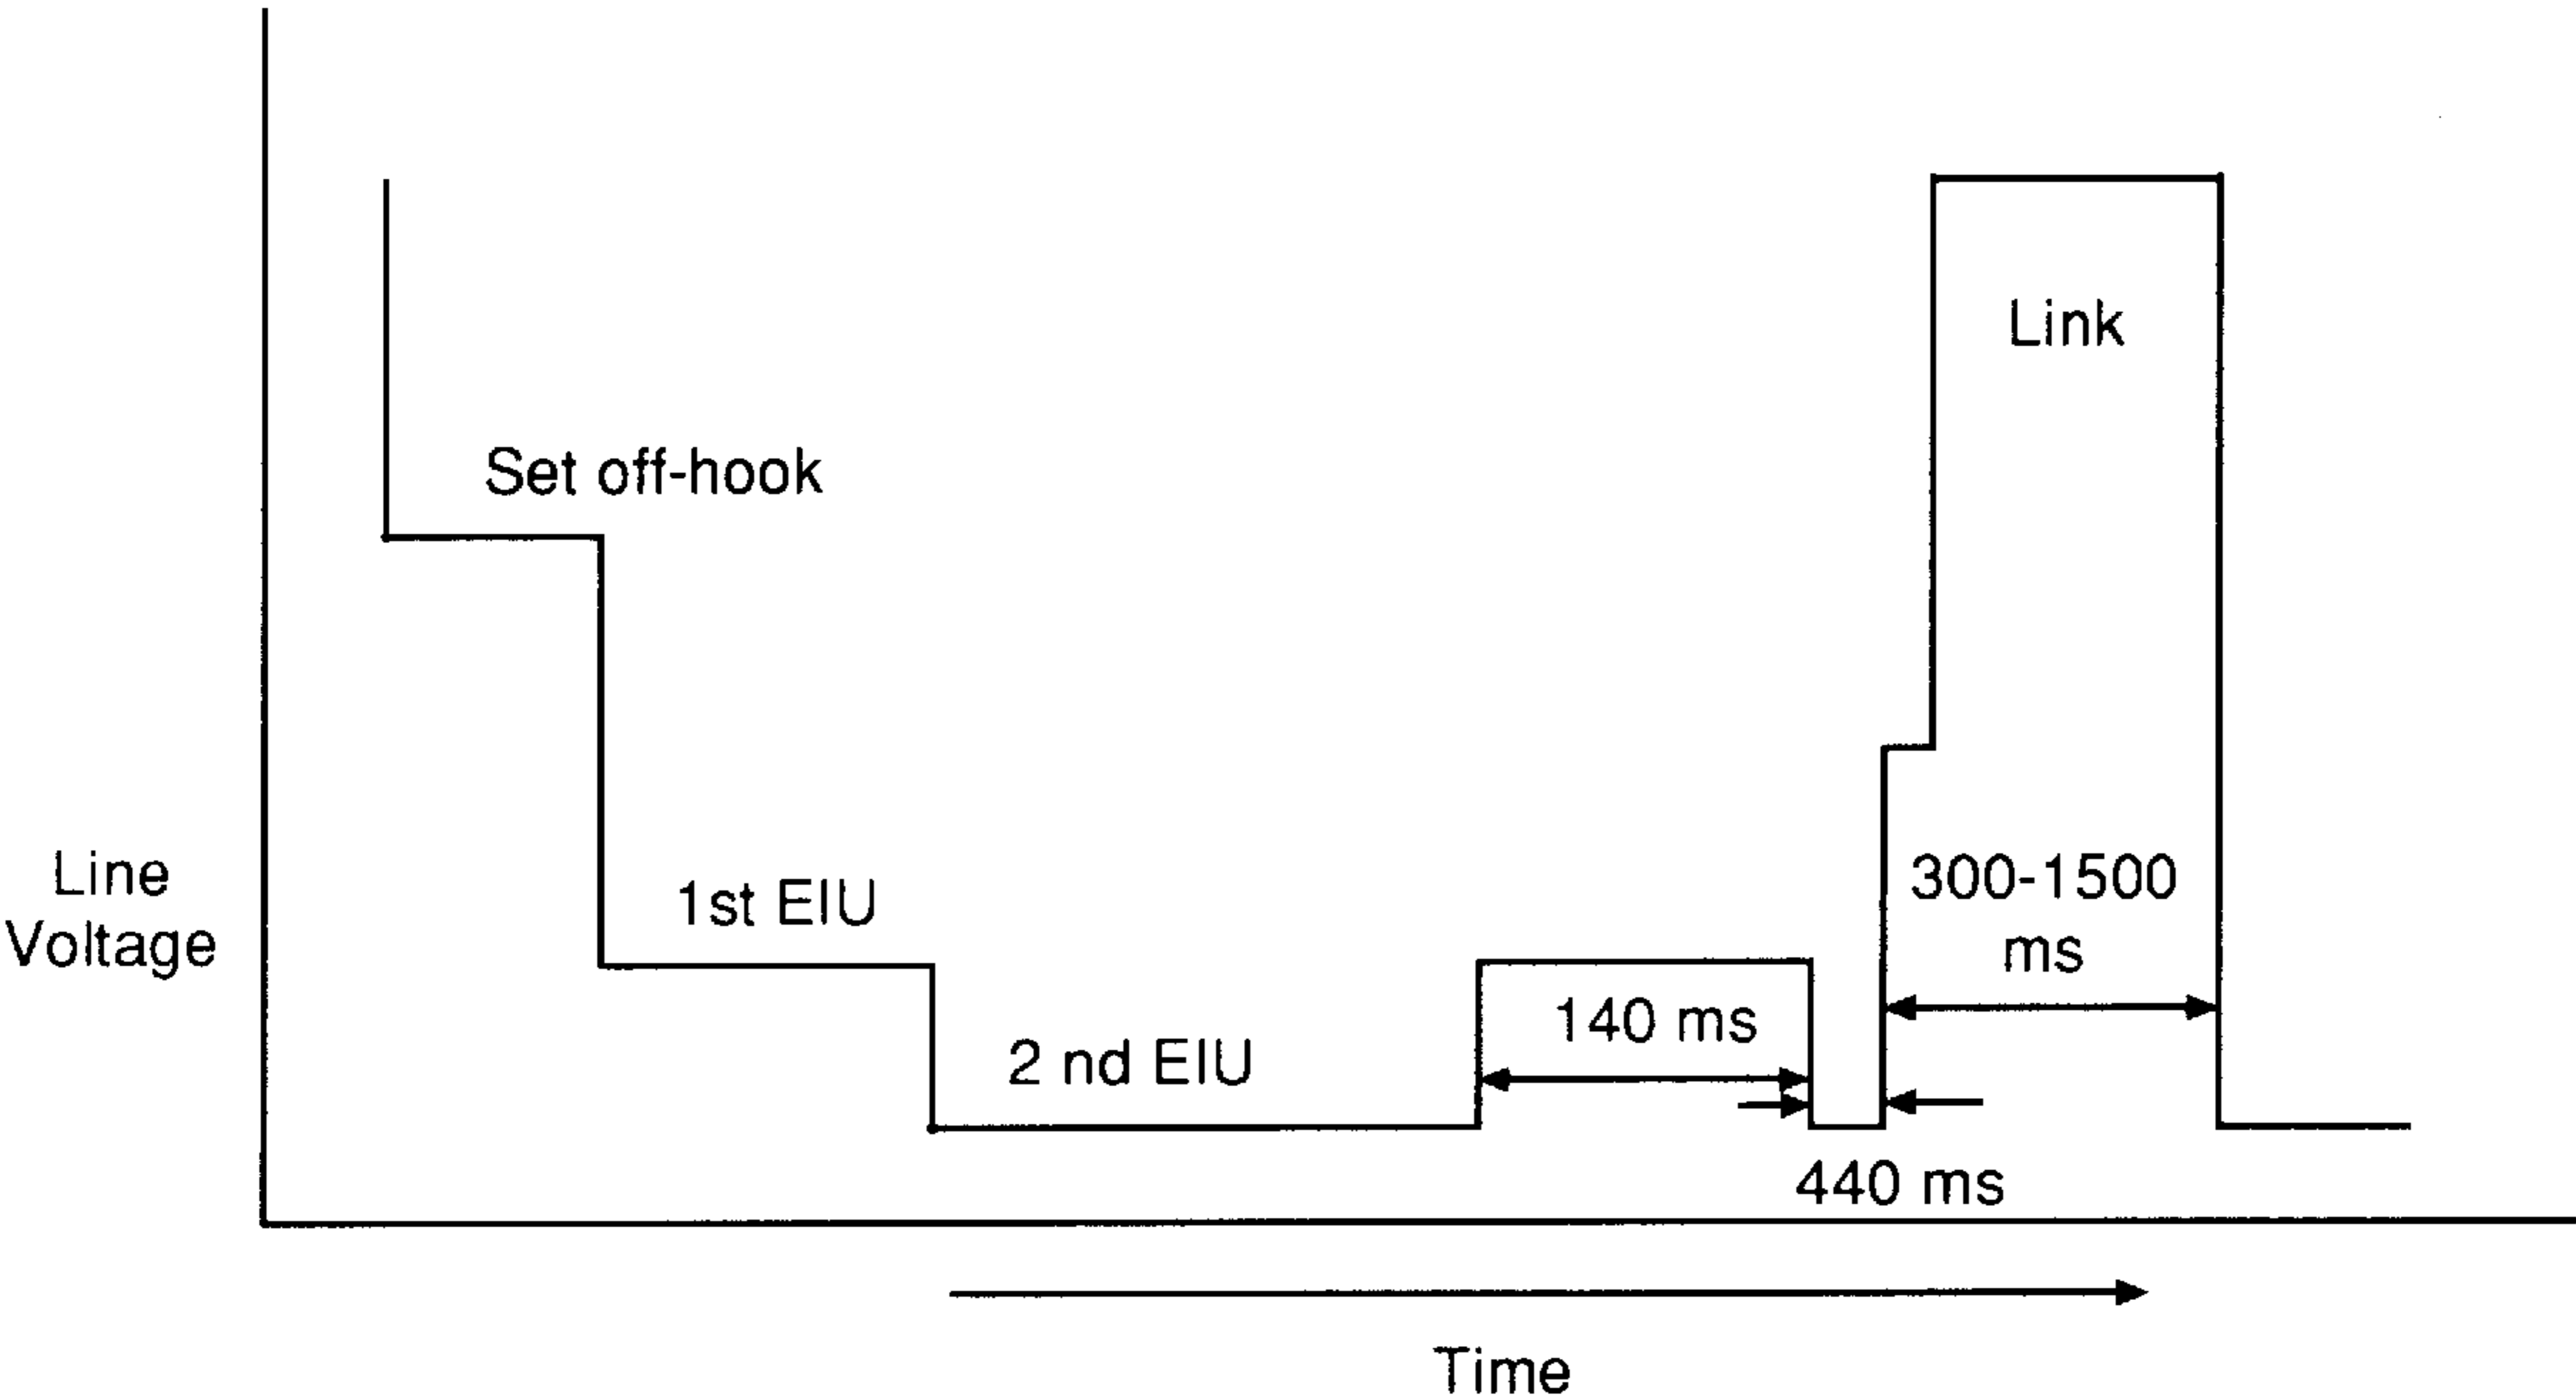 Link
Set off-hook
Line
Voltage
1st EIU
300-1500
ms
140 ms
2 nd EIU
440 ms
Time